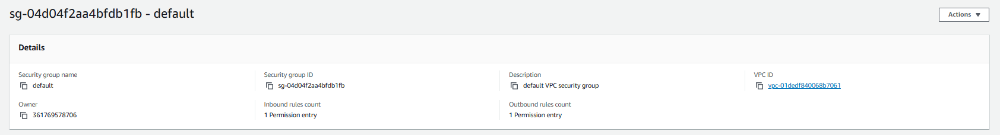 sg-04d04f2aa4bfdb1fb - default
Actions
Details
Security group name
default
Security group ID
sg-04d04f2aa4bfdb1fb
Description
default VPC security group
VPC ID
vpc-01dedf840068b7061
Owner
361769578706
Inbound rules count
1 Permission entry
Outbound rules count
1 Permission entry